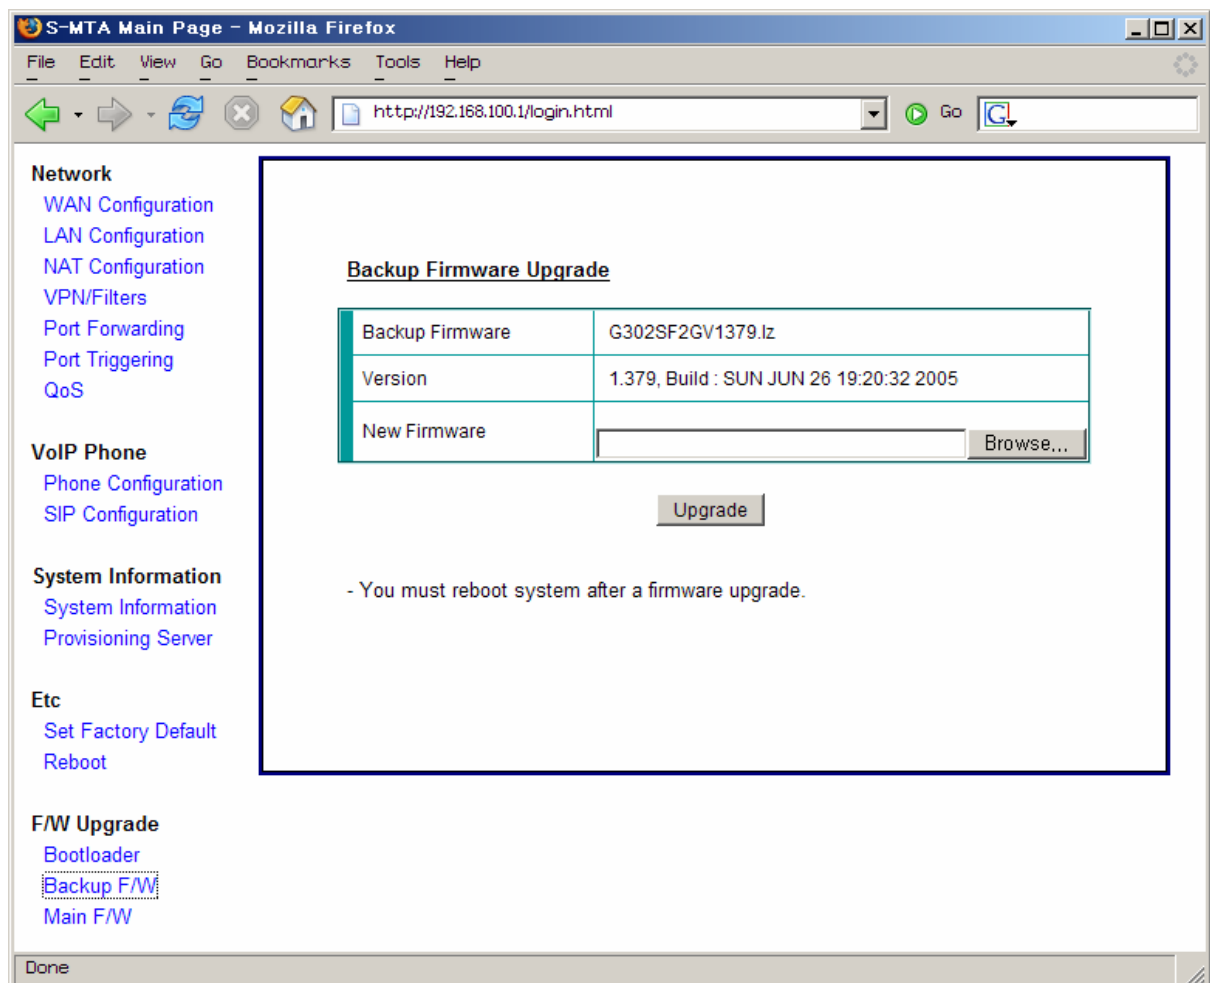 S-MTA Main Page - Mozilla Firefox
File Edit View Go Bookmarks Tools Help
http://192.168.100.1/login.html Go G
Network
WAN Configuration
LAN Configuration
NAT Configuration
VPN/Filters
Port Forwarding
Port Triggering
QoS
VoIP Phone
Phone Configuration
SIP Configuration
System Information
System Information
Provisioning Server
Etc
Set Factory Default
Reboot
F/W Upgrade
Bootloader
Backup F/W
Main F/W
Backup Firmware Upgrade
Backup Firmware G302SF2GV1379.lz
Version 1.379, Build : SUN JUN 26 19:20:32 2005
New Firmware Browse...
Upgrade
- You must reboot system after a firmware upgrade.
Done